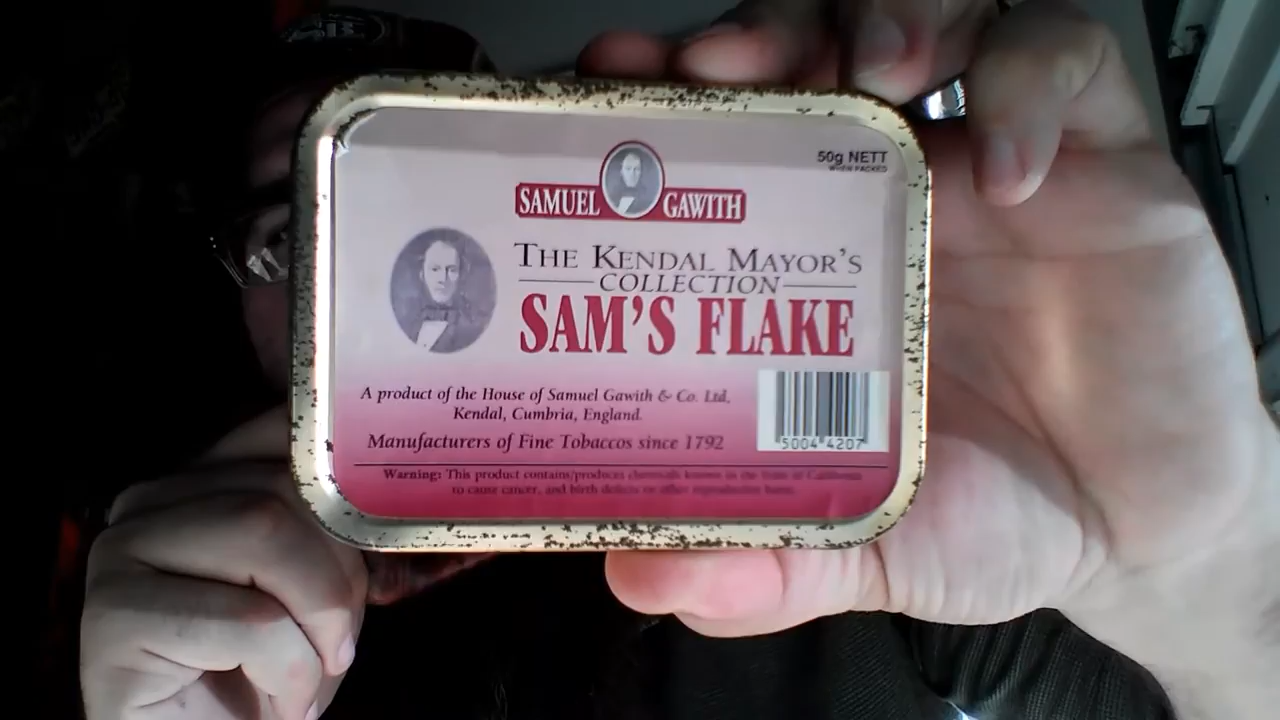 50g NETT
WHEN PACKED
SAMUEL GAWITH
THE KENDAL MAYOR'S
COLLECTION
SAM'S FLAKE
A product of the House of Samuel Gawith & Co. Ltd,
Kendal, Cumbria, England.
Manufacturers of Fine Tobaccos since 1792
5004 4207
Warning: This product contains/produces chemicals known to the State of California
to cause cancer, and birth defects or other reproductive harm.